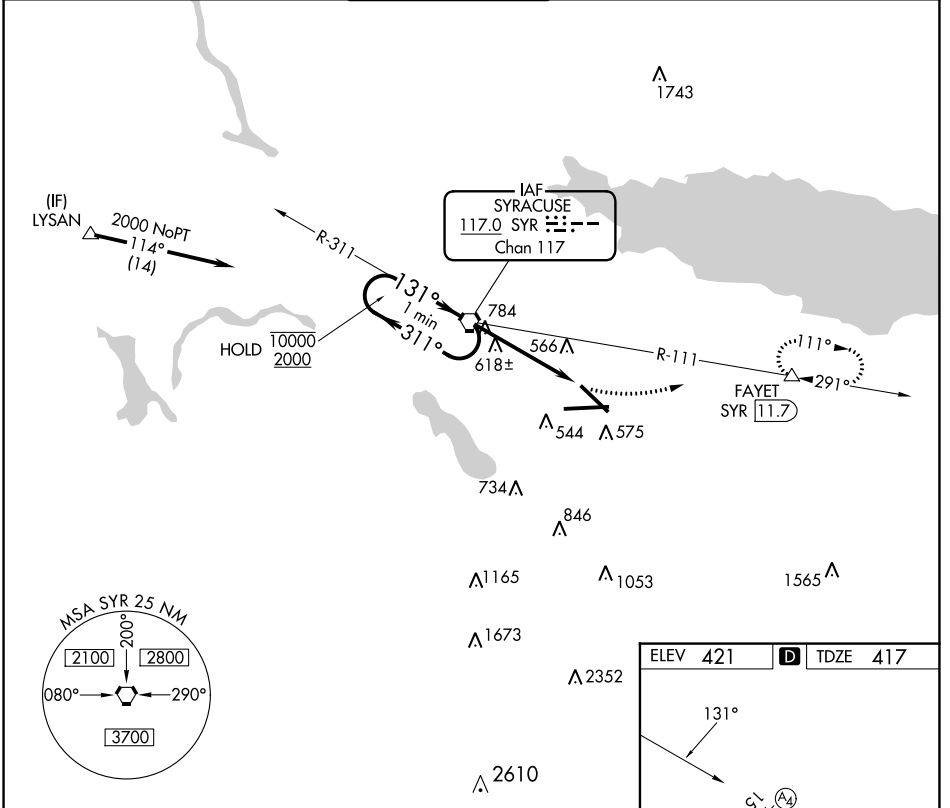 1743
(IF)
LYSAN
2000 NoPT
114°
(14)
IAF
SYRACUSE
117.0 SYR
Chan 117
R-311
131°
1 min
311°
HOLD 10000
2000
784
618±
566
R-111
111°
291°
FAYET
SYR 11.7
544
575
734
846
1165
1053
1565
1673
2352
2610
MSA SYR 25 NM
200°
2100
2800
080°
290°
3700
ELEV 421 D TDZE 417
131°
15
A4